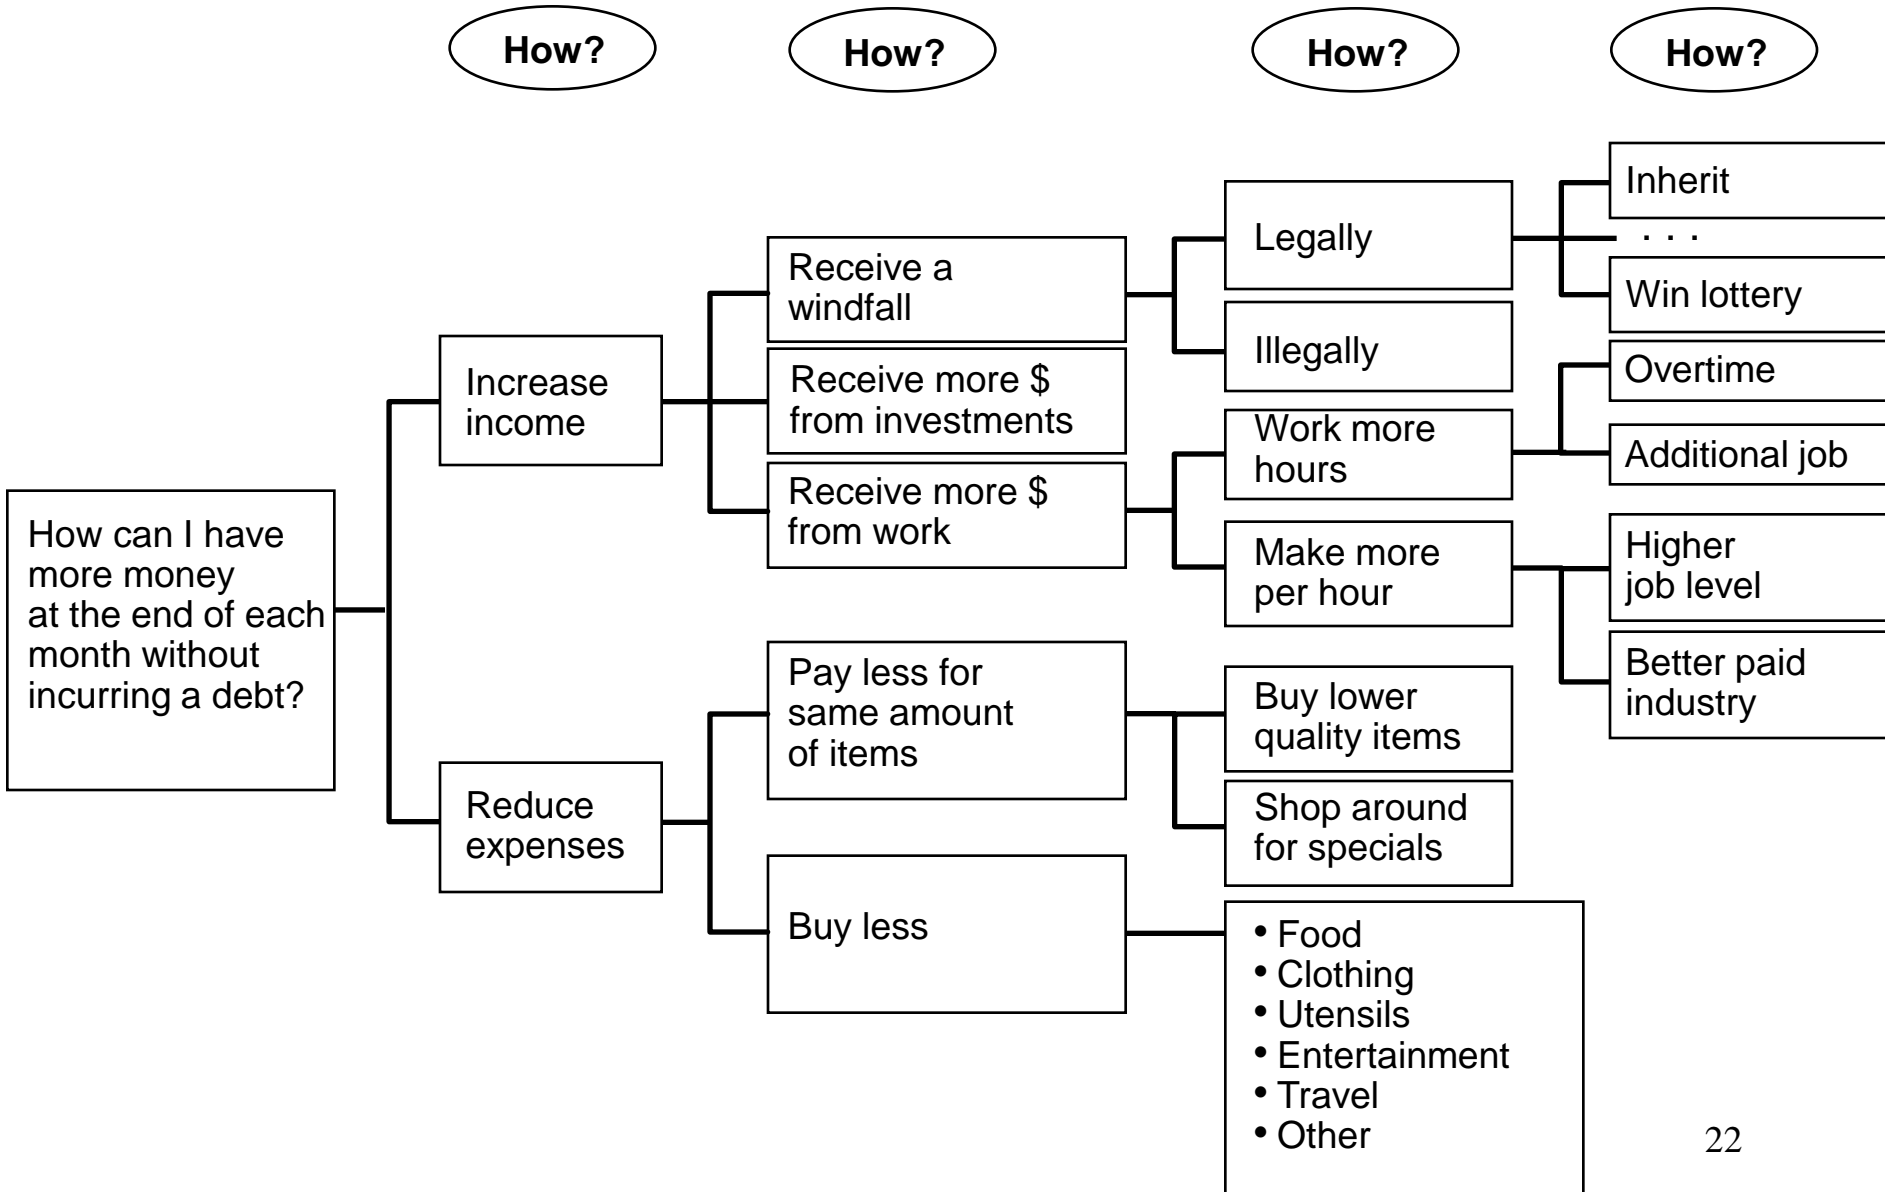 How?
How?
How?
How?
How can I have
more money
at the end of each
month without
incurring a debt?
Increase
income
Reduce
expenses
Receive a
windfall
Receive more $
from investments
Receive more $
from work
Pay less for
same amount
of items
Buy less
Legally
Illegally
Work more
hours
Make more
per hour
Buy lower
quality items
Shop around
for specials
• Food
• Clothing
• Utensils
• Entertainment
• Travel
• Other
Inherit
. . .
Win lottery
Overtime
Additional job
Higher
job level
Better paid
industry
22